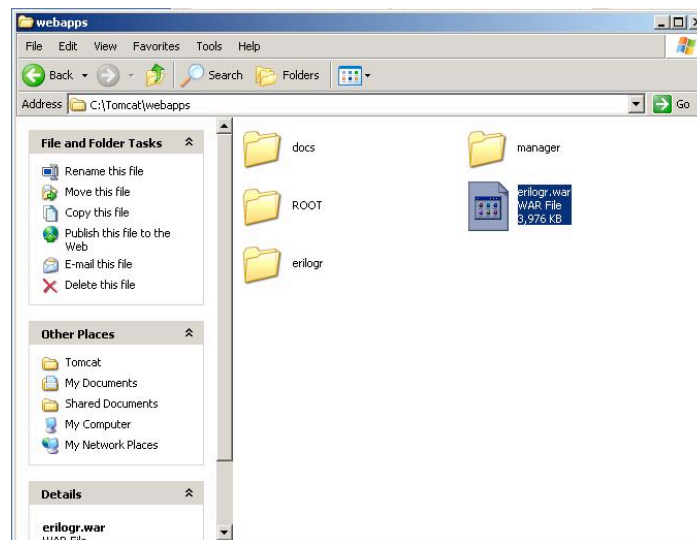 webapps
File Edit View Favorites Tools Help
Back Search Folders
Address C:\Tomcat\webapps Go
File and Folder Tasks
Rename this file
Move this file
Copy this file
Publish this file to the
Web
E-mail this file
Delete this file
Other Places
Tomcat
My Documents
Shared Documents
My Computer
My Network Places
Details
erilogr.war
WAR File
docs
manager
ROOT
erilogr.war
WAR File
3,976 KB
erilogr